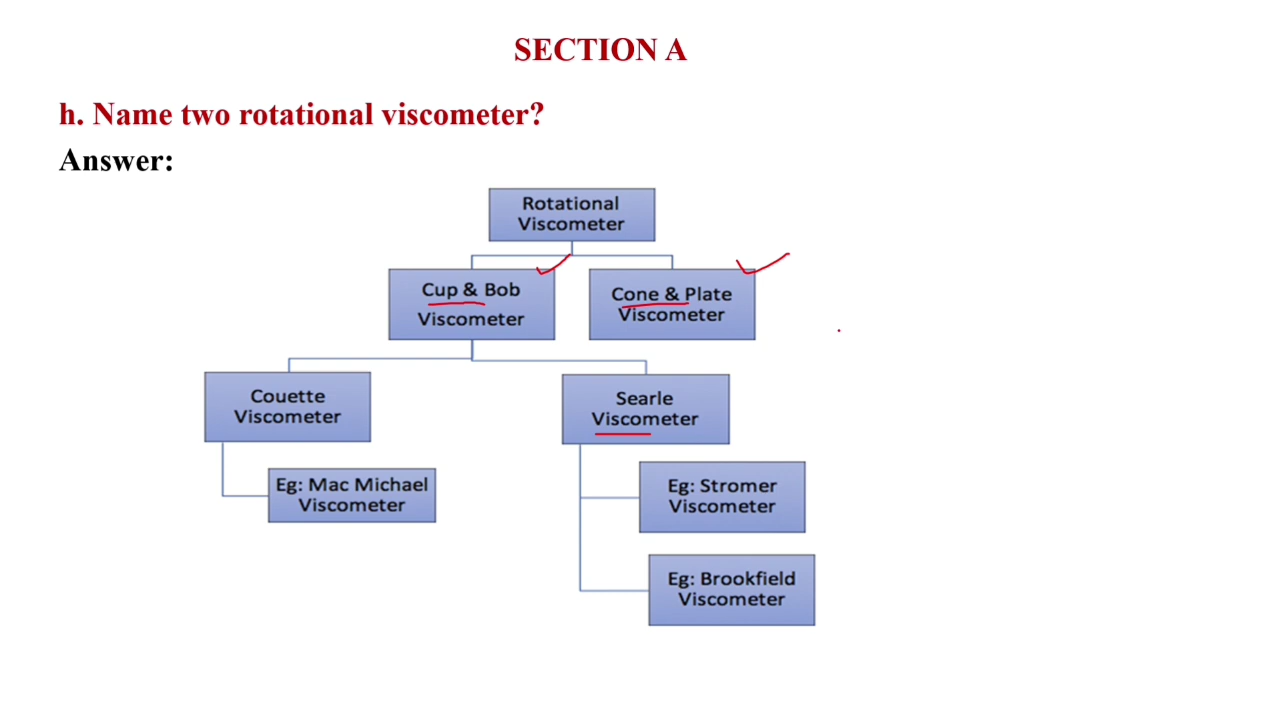 SECTION A
h. Name two rotational viscometer?
Answer:
Rotational
Viscometer
Cup & Bob
Viscometer
Cone & Plate
Viscometer
Couette
Viscometer
Searle
Viscometer
Eg: Mac Michael
Viscometer
Eg: Stromer
Viscometer
Eg: Brookfield
Viscometer